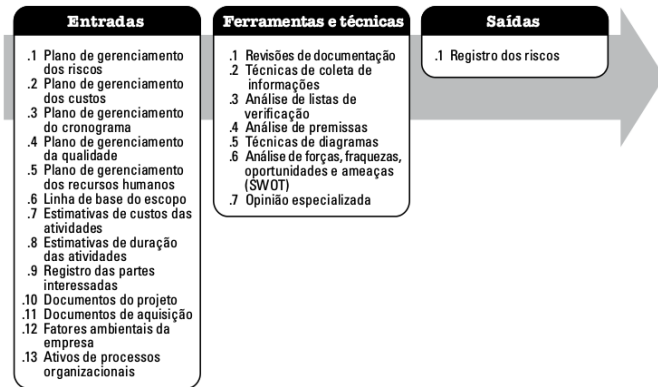 Entradas
.1 Plano de gerenciamento
dos riscos
.2 Plano de gerenciamento
dos custos
.3 Plano de gerenciamento
do cronograma
.4 Plano de gerenciamento
da qualidade
.5 Plano de gerenciamento
dos recursos humanos
.6 Linha de base do escopo
.7 Estimativas de custos das
atividades
.8 Estimativas de duração
das atividades
.9 Registro das partes
interessadas
.10 Documentos do projeto
.11 Documentos de aquisição
.12 Fatores ambientais da
empresa
.13 Ativos de processos
organizacionais
Ferramentas e técnicas
.1 Revisões de documentação
.2 Técnicas de coleta de
informações
.3 Análise de listas de
verificação
.4 Análise de premissas
.5 Técnicas de diagramas
.6 Análise de forças, fraquezas,
oportunidades e ameaças
(SWOT)
.7 Opinião especializada
Saídas
.1 Registro dos riscos